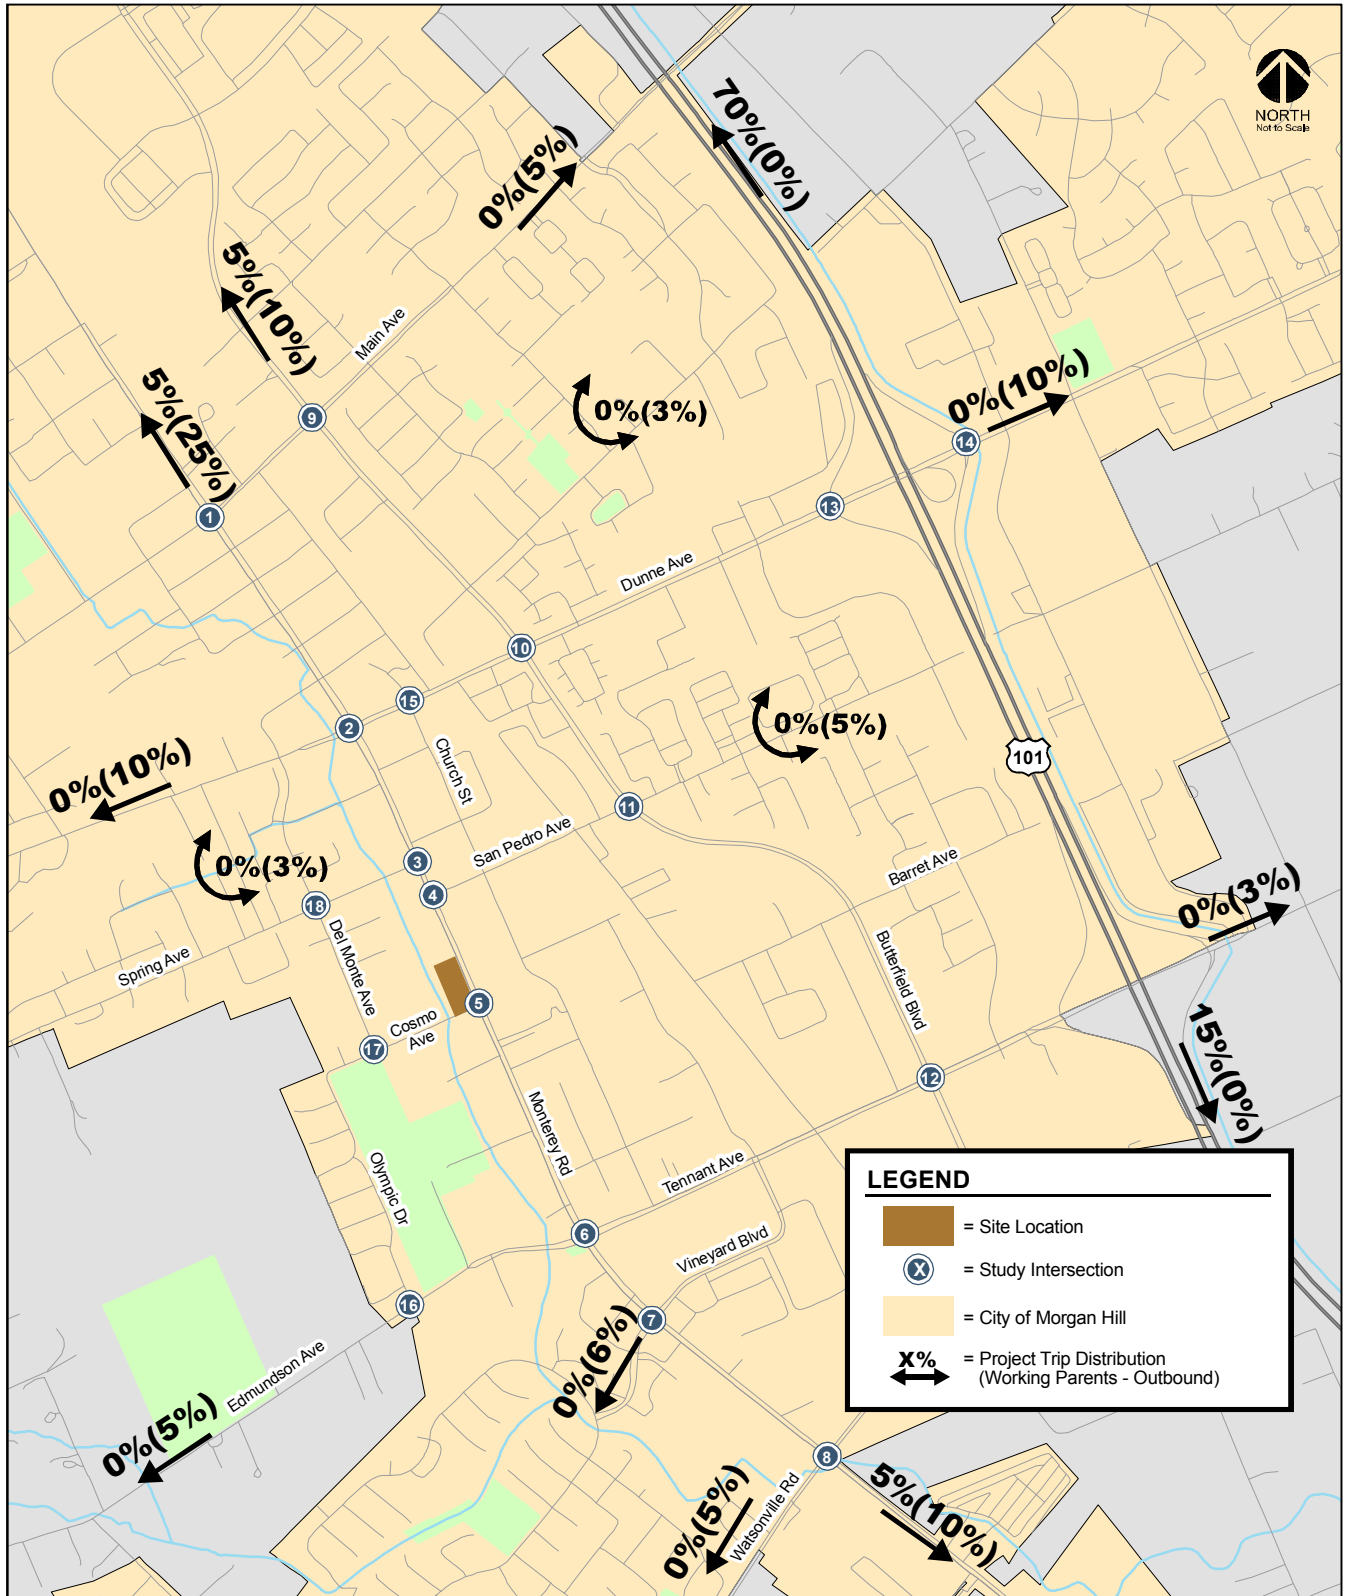 NORTH
Not to Scale
70%(0%)
0%(5%)
5%(10%)
Main Ave
5%(25%)
0%(3%)
0%(10%)
9
14
1
13
Dunne Ave
10
15
2
0%(5%)
Church St
101
0%(10%)
11
San Pedro Ave
3
0%(3%)
4
Barret Ave
0%(3%)
18
Spring Ave
Del Monte Ave
Butterfield Blvd
5
Cosmo
Ave
17
15%(0%)
12
Monterey Rd
Tennant Ave
Olympic Dr
6
Vineyard Blvd
16
7
0%(6%)
Edmundson Ave
0%(5%)
8
0%(5%)
Watsonville Rd
5%(10%)
LEGEND
= Site Location
X = Study Intersection
= City of Morgan Hill
X% = Project Trip Distribution
(Working Parents - Outbound)